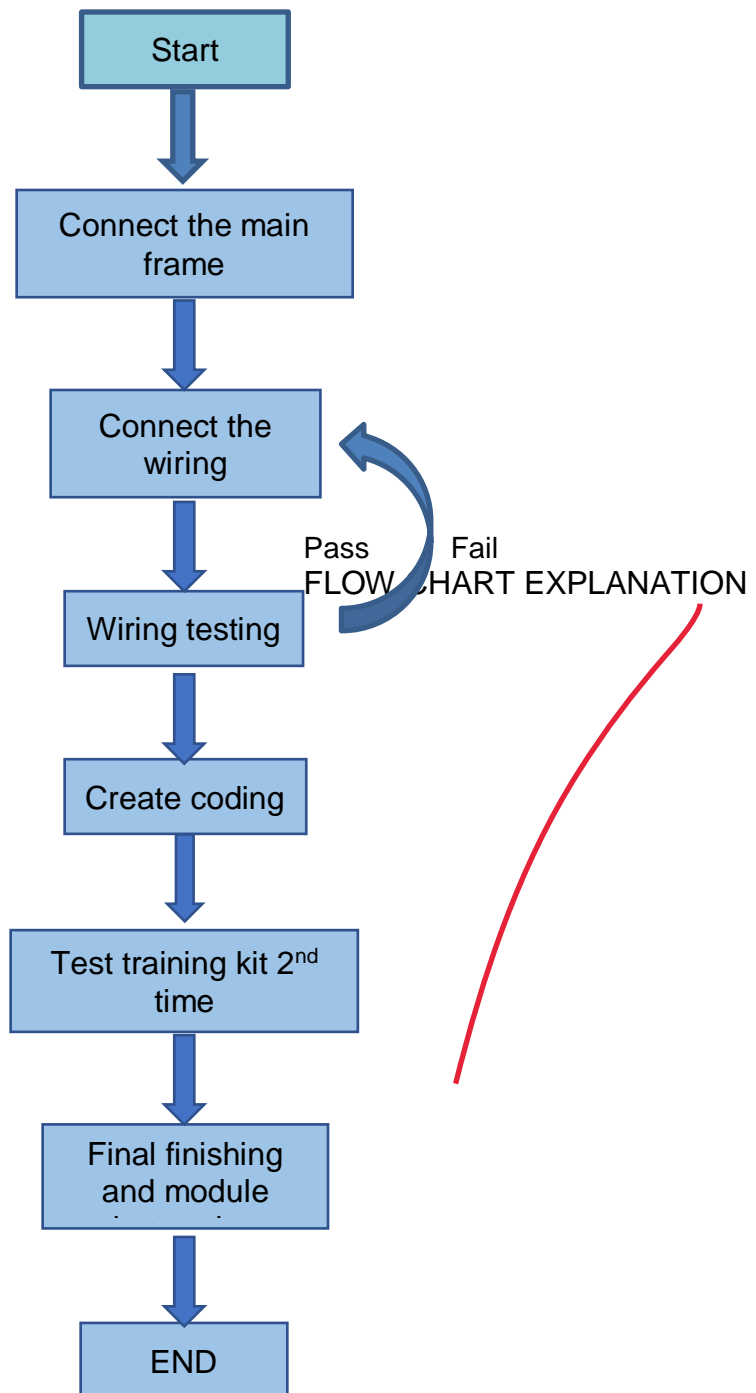 Start
Connect the main
frame
Connect the
wiring
Pass Fail
FLOW CHART EXPLANATION
Wiring testing
Create coding
Test training kit 2nd
time
Final finishing
and module
END